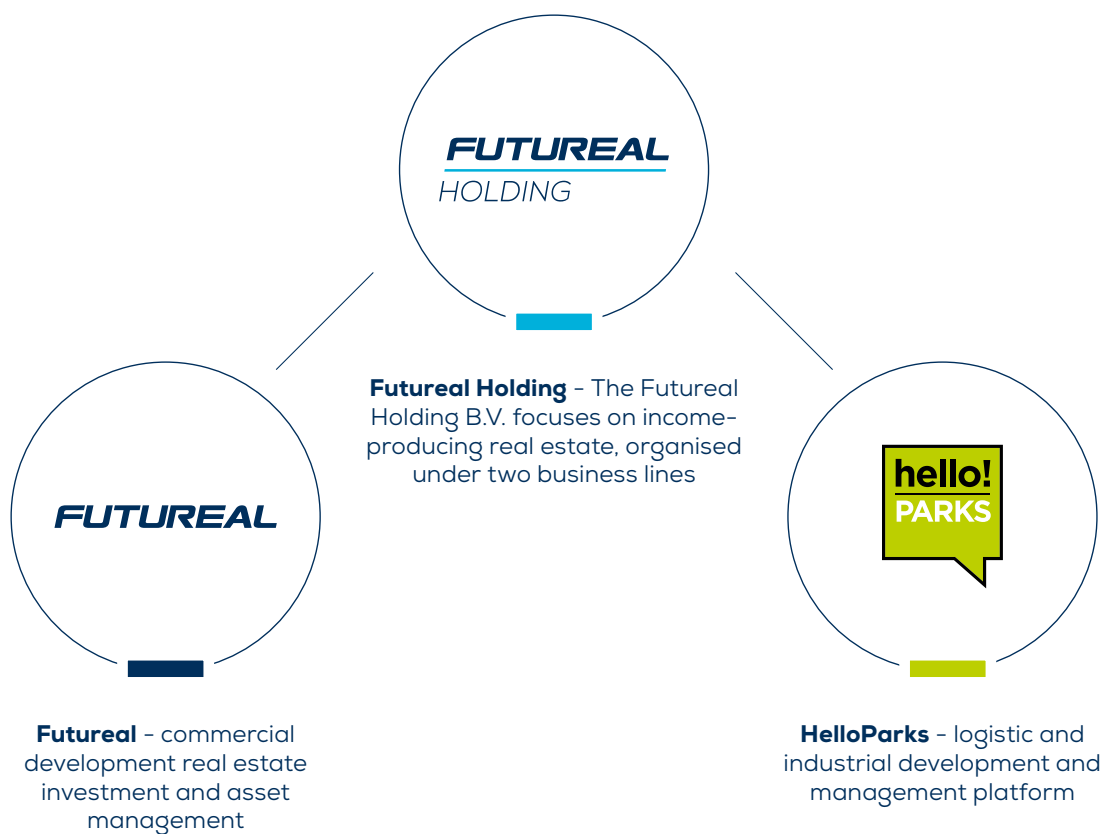 FUTUREAL
HOLDING
Futureal Holding - The Futureal
Holding B.V. focuses on income-
producing real estate, organised
under two business lines
FUTUREAL
Futureal - commercial
development real estate
investment and asset
management
hello!
PARKS
HelloParks - logistic and
industrial development and
management platform